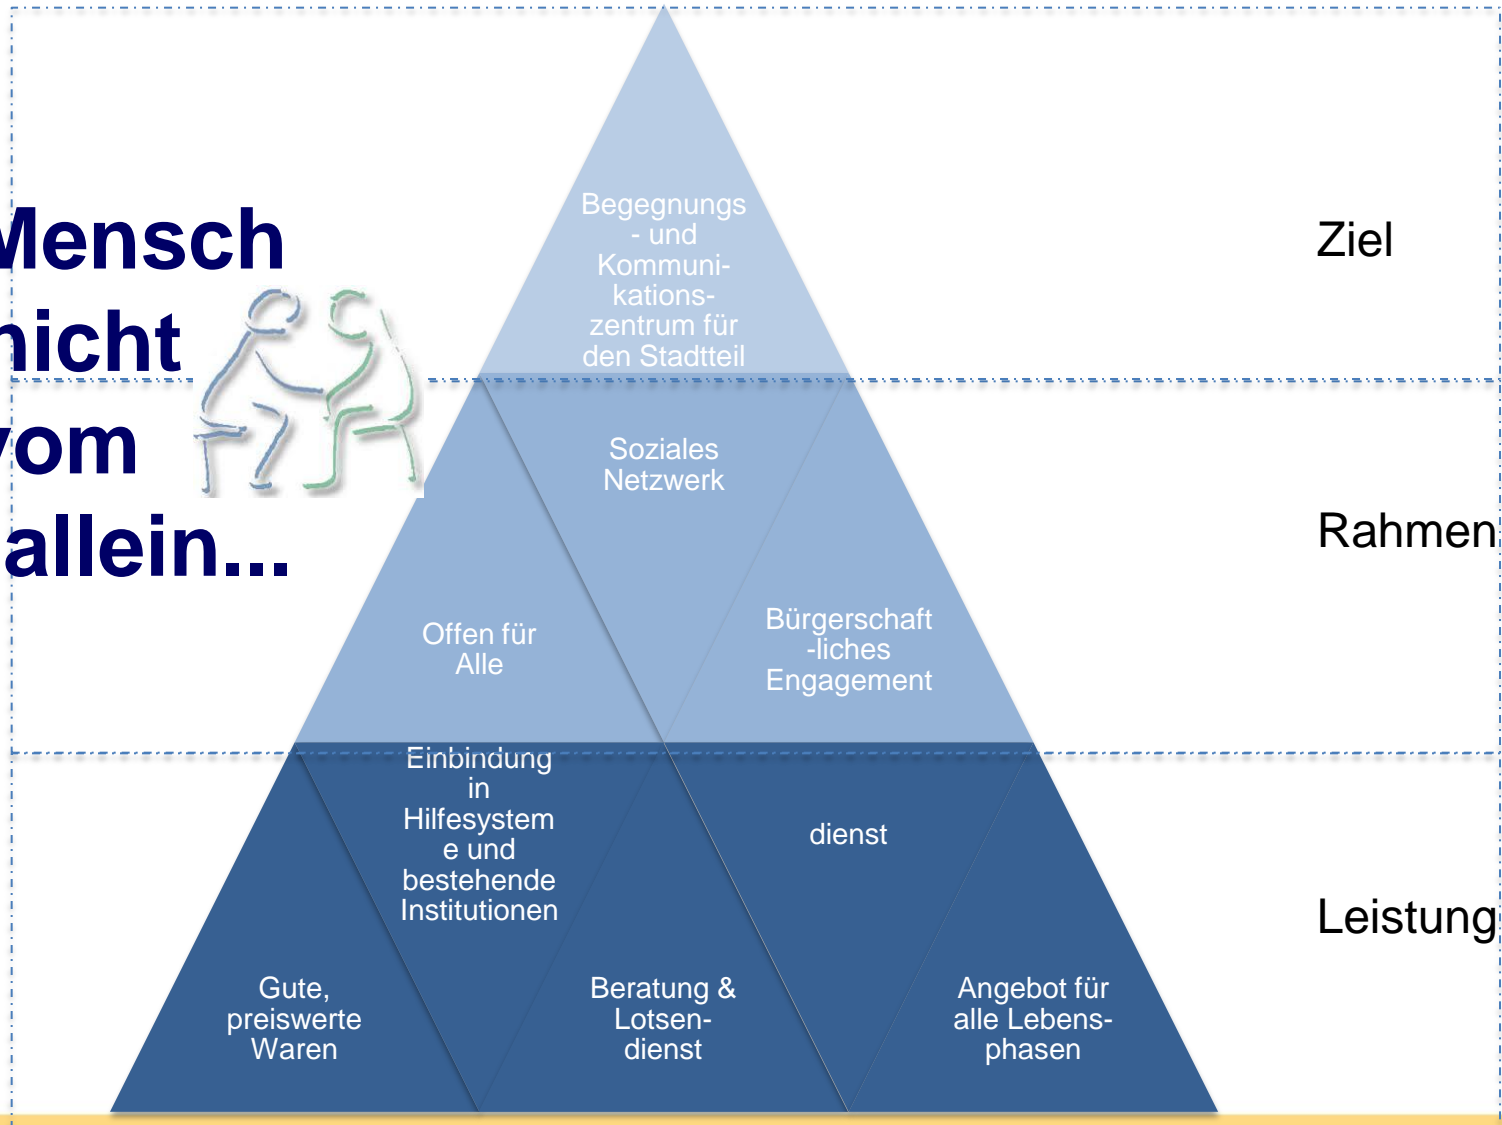 Mensch
nicht
vom
allein...
Begegnungs
- und
Kommuni-
kations-
zentrum für
den Stadtteil
Ziel
Soziales
Netzwerk
Offen für
Alle
Bürgerschaft
-liches
Engagement
Rahmen
Einbindung
in
Hilfesystem
e und
bestehende
Institutionen
dienst
Gute,
preiswerte
Waren
Beratung &
Lotsen-
dienst
Angebot für
alle Lebens-
phasen
Leistung